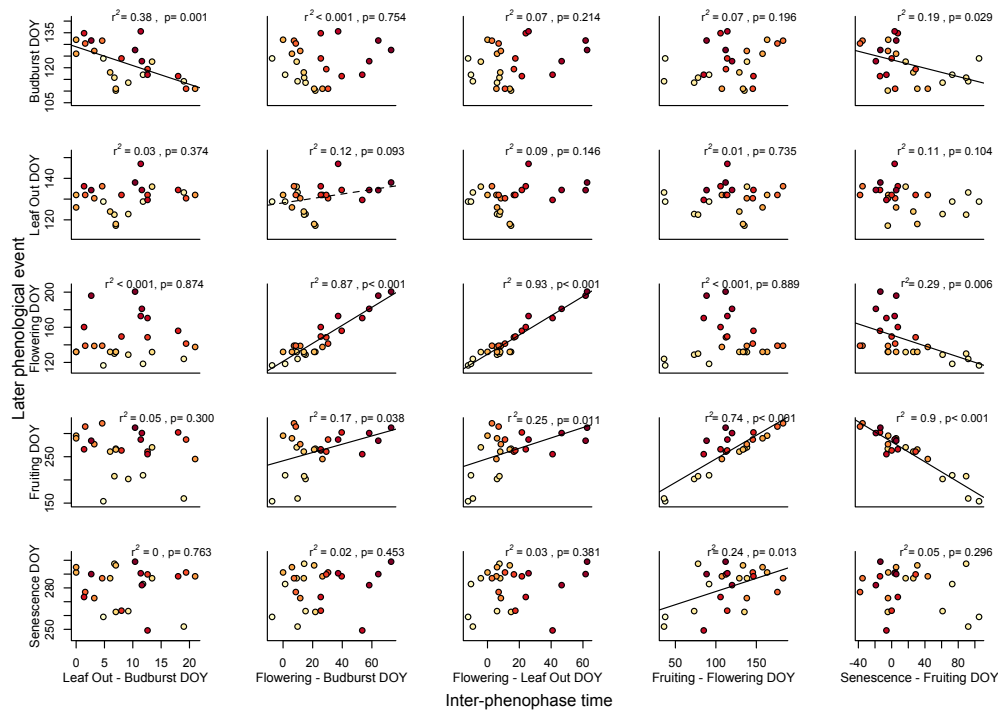 r2 = 0.38 , p= 0.001
r2 < 0.001 , p= 0.754
r2 = 0.07 , p= 0.214
r2 = 0.07 , p= 0.196
r2 = 0.19 , p= 0.029
Budburst DOY
105 120 135
r2 = 0.03 , p= 0.374
r2 = 0.12 , p= 0.093
r2 = 0.09 , p= 0.146
r2 = 0.01 , p= 0.735
r2 = 0.11 , p= 0.104
Leaf Out DOY
120 140
r2 < 0.001, p= 0.874
r2 = 0.87 , p< 0.001
r2 = 0.93, p< 0.001
r2 < 0.001, p= 0.889
r2 = 0.29 , p= 0.006
Flowering DOY
120 160 200
Later phenological event
r2 = 0.05 , p= 0.300
r2 = 0.17 , p= 0.038
r2 = 0.25 , p= 0.011
r2 = 0.74, p< 0.001
r2 = 0.9 , p< 0.001
Fruiting DOY
150 250
r2 = 0 , p= 0.763
r2 = 0.02 , p= 0.453
r2 = 0.03 , p= 0.381
r2 = 0.24 , p= 0.013
r2 = 0.05 , p= 0.296
Senescence DOY
250 280
0 5 10 15 20
0 20 40 60
0 20 40 60
50 100 150
-40 0 40 80
Leaf Out - Budburst DOY
Flowering - Budburst DOY
Flowering - Leaf Out DOY
Fruiting - Flowering DOY
Senescence - Fruiting DOY
Inter-phenophase time